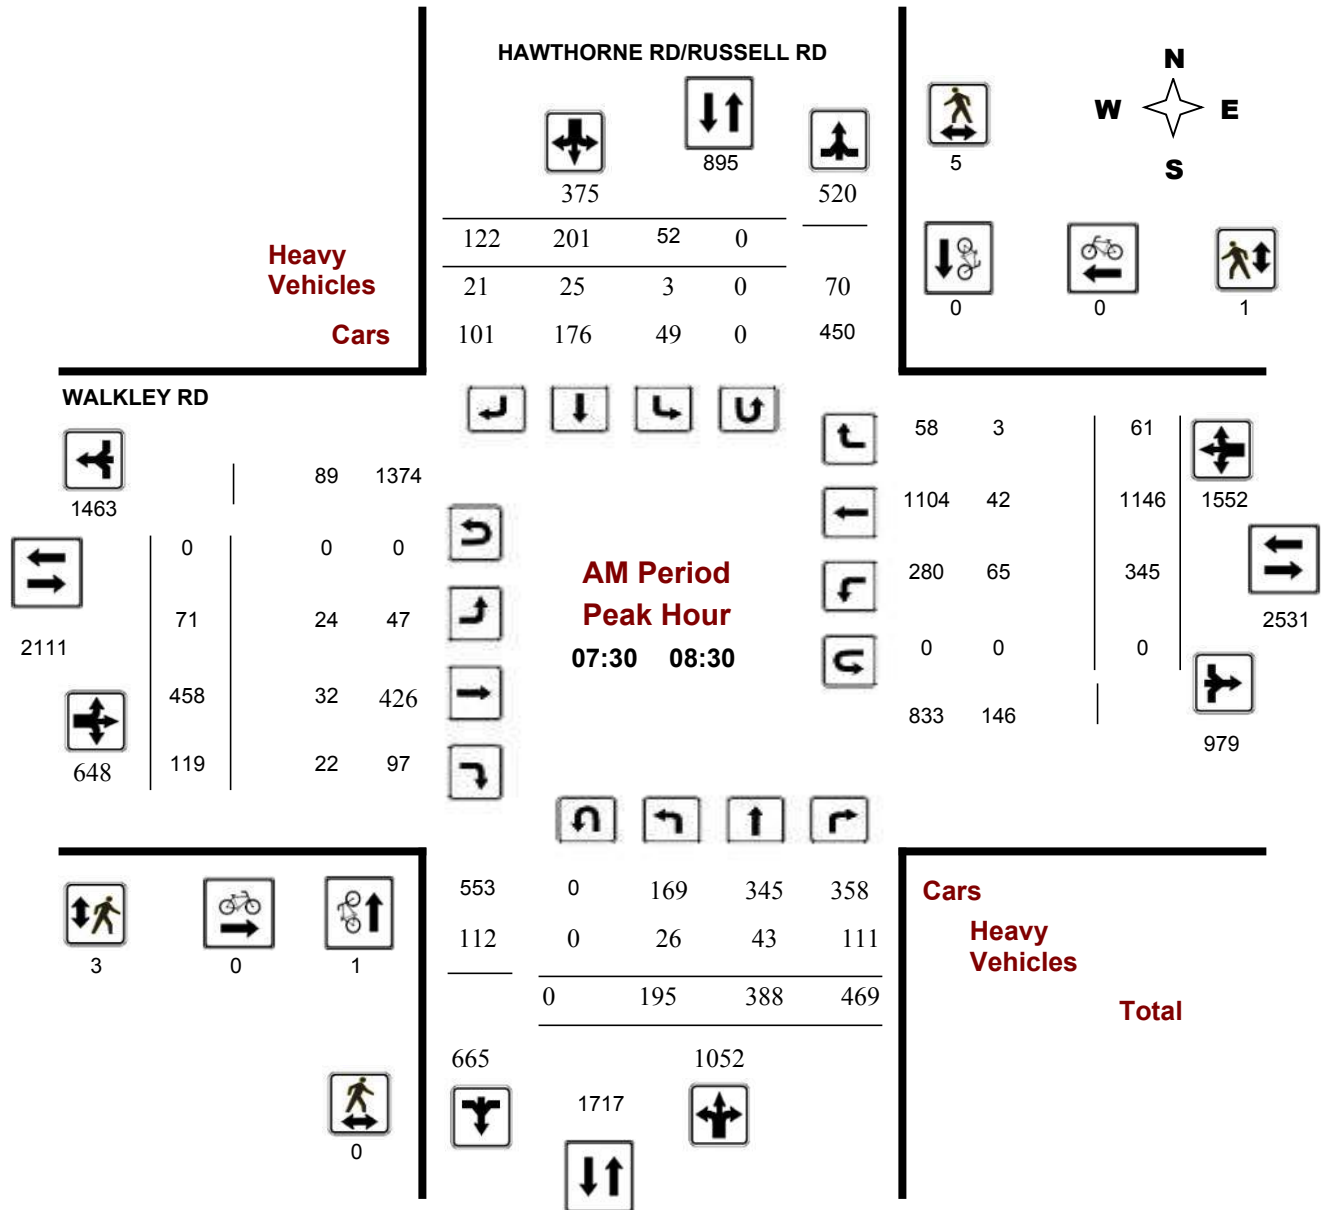 HAWTHORNE RD/RUSSELL RD
N
W E
S
895
5
375
520
122 201 52 0
Heavy
Vehicles
21 25 3 0 70
0 0 1
Cars
101 176 49 0 450
WALKLEY RD
58 3 61
89 1374
1463
1104 42 1146 1552
0 0 0
AM Period
280 65 345
Peak Hour
71 24 47
2531
2111
07:30 08:30
0 0 0
458 32 426
833 146
979
648
119 22 97
553 0 169 345 358
Cars
112 0 26 43 111
Heavy
Vehicles
3 0 1
0 195 388 469
Total
665 1052
1717
0